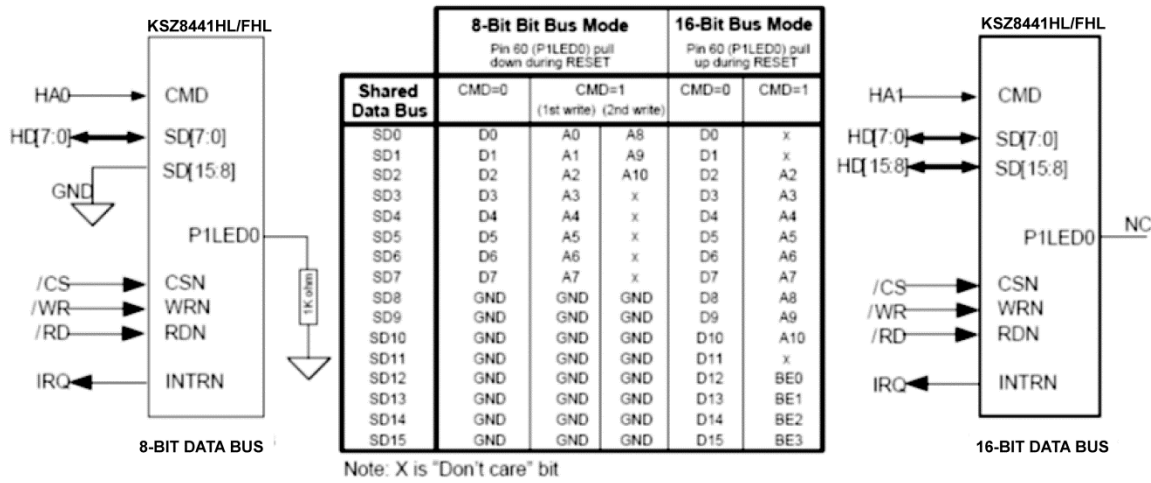 KSZ8441HL/FHL
HA0
CMD
HD[7:0]
SD[7:0]
SD[15:8]
GND
P1LED0
1K ohm
/CS
CSN
/WR
WRN
/RD
RDN
IRQ
INTRN
8-BIT DATA BUS
8-Bit Bit Bus Mode 16-Bit Bus Mode
Pin 60 (P1LED0) pull Pin 60 (P1LED0) pull
down during RESET up during RESET
Shared CMD=0 CMD=1 CMD=0 CMD=1
Data Bus (1st write) (2nd write)
SD0 D0 A0 A8 D0 x
SD1 D1 A1 A9 D1 x
SD2 D2 A2 A10 D2 A2
SD3 D3 A3 x D3 A3
SD4 D4 A4 x D4 A4
SD5 D5 A5 x D5 A5
SD6 D6 A6 x D6 A6
SD7 D7 A7 x D7 A7
SD8 GND GND GND D8 A8
SD9 GND GND GND D9 A9
SD10 GND GND GND D10 A10
SD11 GND GND GND D11 x
SD12 GND GND GND D12 BE0
SD13 GND GND GND D13 BE1
SD14 GND GND GND D14 BE2
SD15 GND GND GND D15 BE3
Note: X is "Don't care" bit
KSZ8441HL/FHL
HA1
CMD
HD[7:0]
SD[7:0]
HD[15:8]
SD[15:8]
P1LED0
NC
/CS
CSN
/WR
WRN
/RD
RDN
IRQ
INTRN
16-BIT DATA BUS